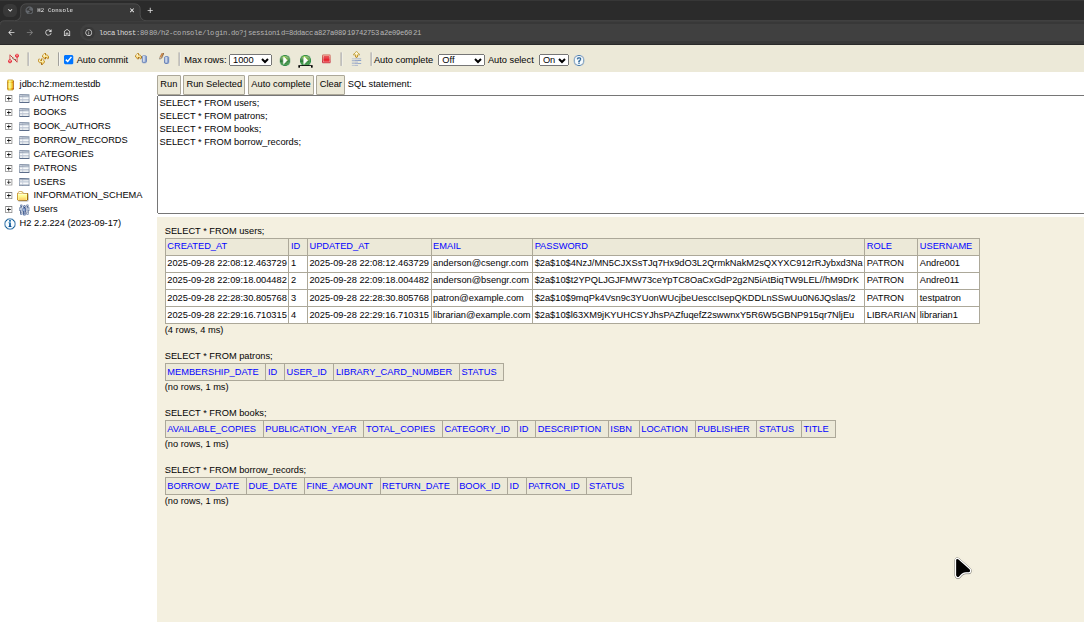 H2 Console
localhost:8080/h2-console/login.do?jsessionid=8ddacca827a08919742753a2e09e6021
Auto commit Max rows: 1000 Auto complete Off Auto select On
jdbc:h2:mem:testdb
AUTHORS
BOOKS
BOOK_AUTHORS
BORROW_RECORDS
CATEGORIES
PATRONS
USERS
INFORMATION_SCHEMA
Users
H2 2.2.224 (2023-09-17)
Run Run Selected Auto complete Clear SQL statement:
SELECT * FROM users;
SELECT * FROM patrons;
SELECT * FROM books;
SELECT * FROM borrow_records;
SELECT * FROM users;
CREATED_AT ID UPDATED_AT EMAIL PASSWORD ROLE USERNAME
2025-09-28 22:08:12.463729 1 2025-09-28 22:08:12.463729 anderson@csengr.com $2a$10$4NzJ/MN5CJXSsTJq7Hx9dO3L2QrmkNakM2sQXYXC912rRJybxd3Na PATRON Andre001
2025-09-28 22:09:18.004482 2 2025-09-28 22:09:18.004482 anderson@bsengr.com $2a$10$t2YPQLJGJFMW73ceYpTC8OaCxGdP2g2N5iAtBiqTW9LEL//hM9DrK PATRON Andre011
2025-09-28 22:28:30.805768 3 2025-09-28 22:28:30.805768 patron@example.com $2a$10$9mqPk4Vsn9c3YUonWUcjbeUesccIsepQKDDLnSSwUu0N6JQslas/2 PATRON testpatron
2025-09-28 22:29:16.710315 4 2025-09-28 22:29:16.710315 librarian@example.com $2a$10$l63XM9jKYUHCSYJhsPAZfuqefZ2swwnxY5R6W5GBNP915qr7NljEu LIBRARIAN librarian1
(4 rows, 4 ms)
SELECT * FROM patrons;
MEMBERSHIP_DATE ID USER_ID LIBRARY_CARD_NUMBER STATUS
(no rows, 1 ms)
SELECT * FROM books;
AVAILABLE_COPIES PUBLICATION_YEAR TOTAL_COPIES CATEGORY_ID ID DESCRIPTION ISBN LOCATION PUBLISHER STATUS TITLE
(no rows, 1 ms)
SELECT * FROM borrow_records;
BORROW_DATE DUE_DATE FINE_AMOUNT RETURN_DATE BOOK_ID ID PATRON_ID STATUS
(no rows, 1 ms)